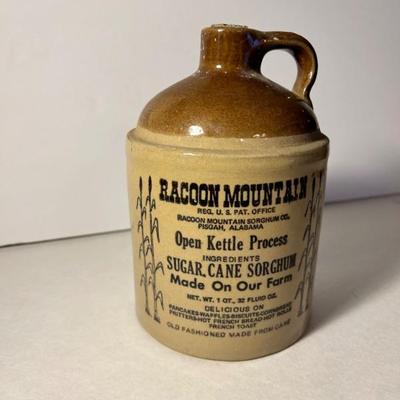 RACOON MOUNTAIN
REG. U. S. PAT. OFFICE
RACOON MOUNTAIN SORGHUM CO.
PISGAH, ALABAMA
Open Kettle Process
INGREDIENTS
SUGAR CANE SORGHUM
Made On Our Farm
NET. WT. 1 QT., 32 FLUID OZ.
DELICIOUS ON
PANCAKES-WAFFLES-BISCUITS-CORNBREAD
FRITTERS-HOT FRENCH BREAD-HOT ROLLS
FRENCH TOAST
OLD FASHIONED MADE FROM CANE